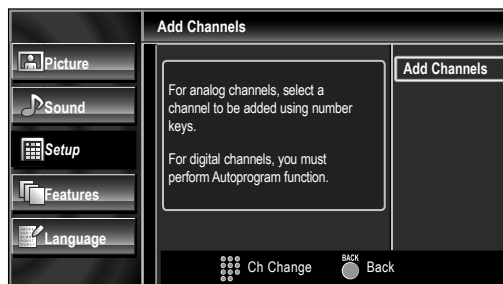 Add Channels
Picture
Sound
Setup
Features
Language
For analog channels, select a
channel to be added using number
keys.
For digital channels, you must
perform Autoprogram function.
Add Channels
Ch Change
BACK
Back